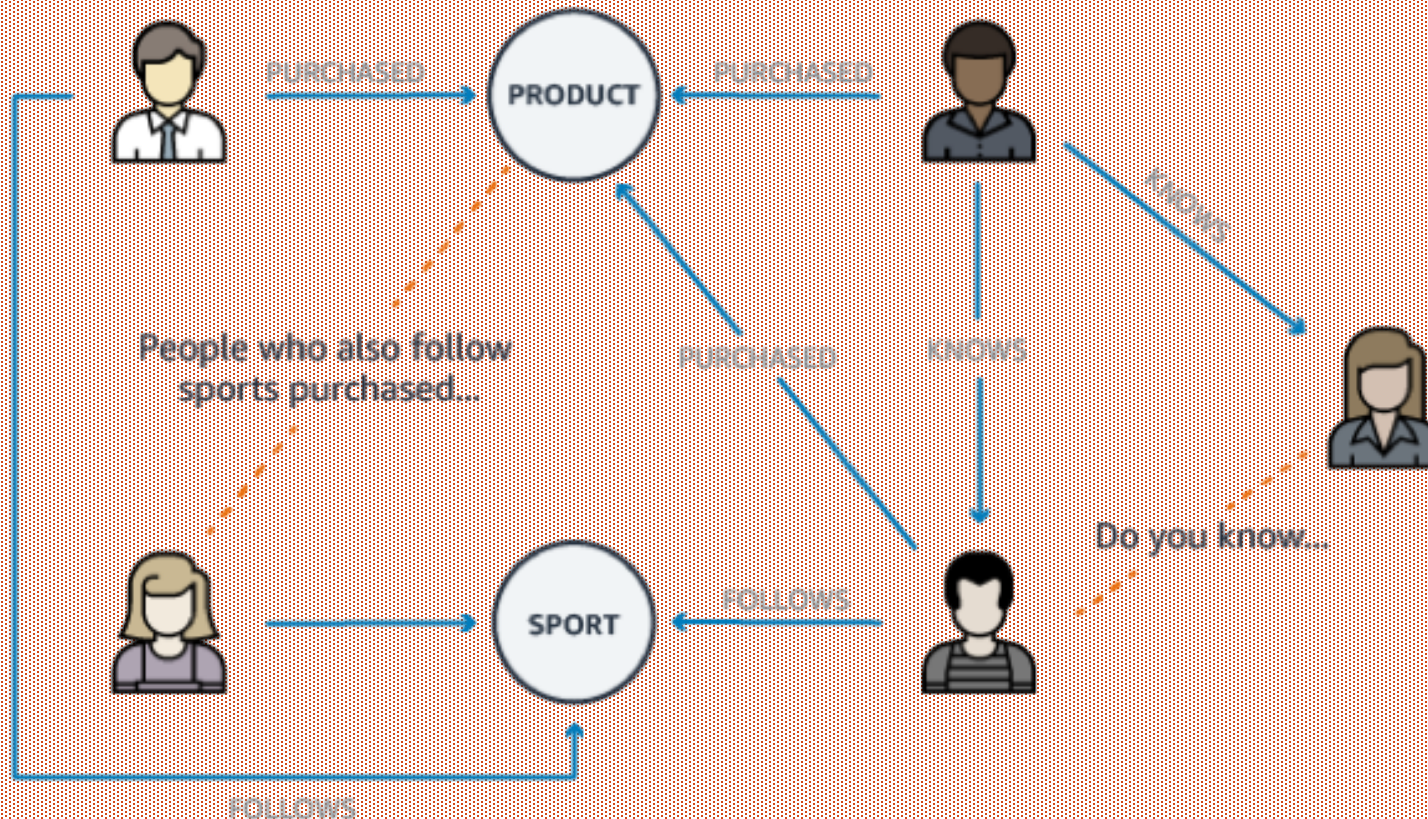 PURCHASED
PRODUCT
PURCHASED
KNOWS
People who also follow
sports purchased...
PURCHASED
KNOWS
Do you know...
SPORT
FOLLOWS
FOLLOWS